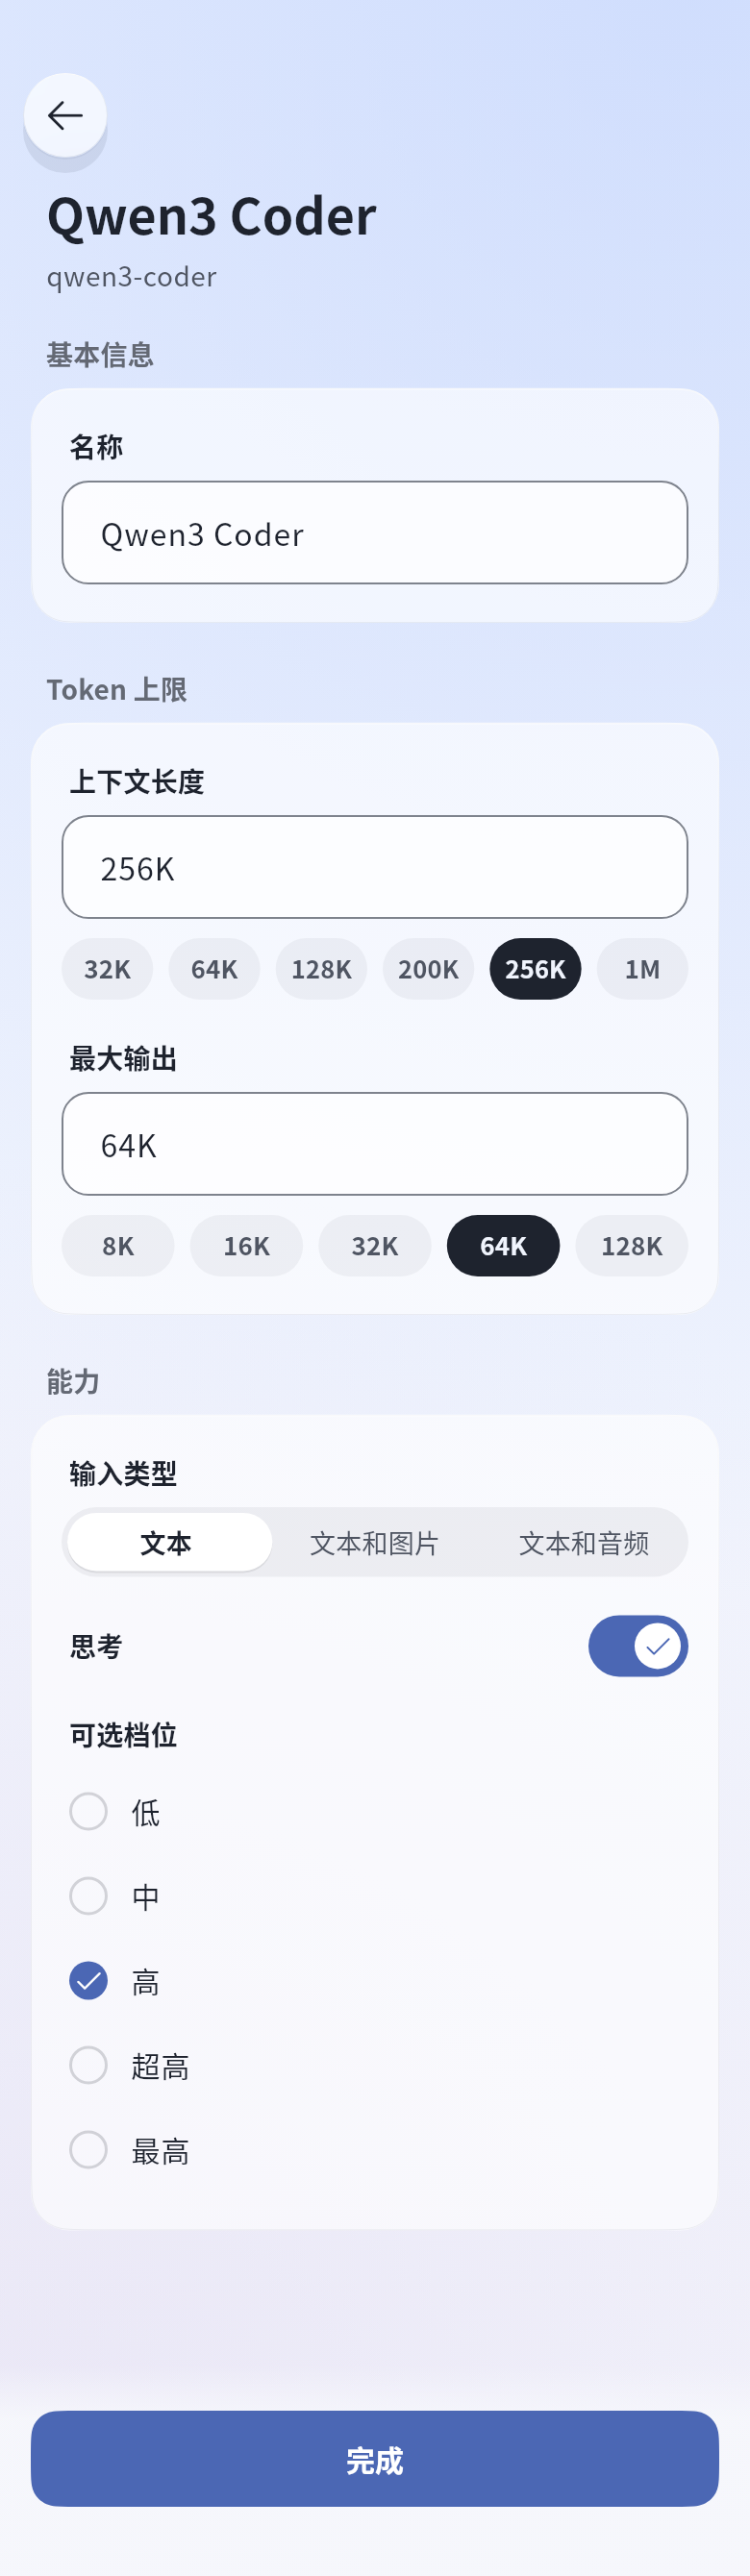 Qwen3 Coder
qwen3-coder
基本信息
名称
Qwen3 Coder
Token 上限
上下文长度
256K
32K 64K 128K 200K 256K 1M
最大输出
64K
8K 16K 32K 64K 128K
能力
输入类型
文本 文本和图片 文本和音频
思考
可选档位
低
中
高
超高
最高
完成